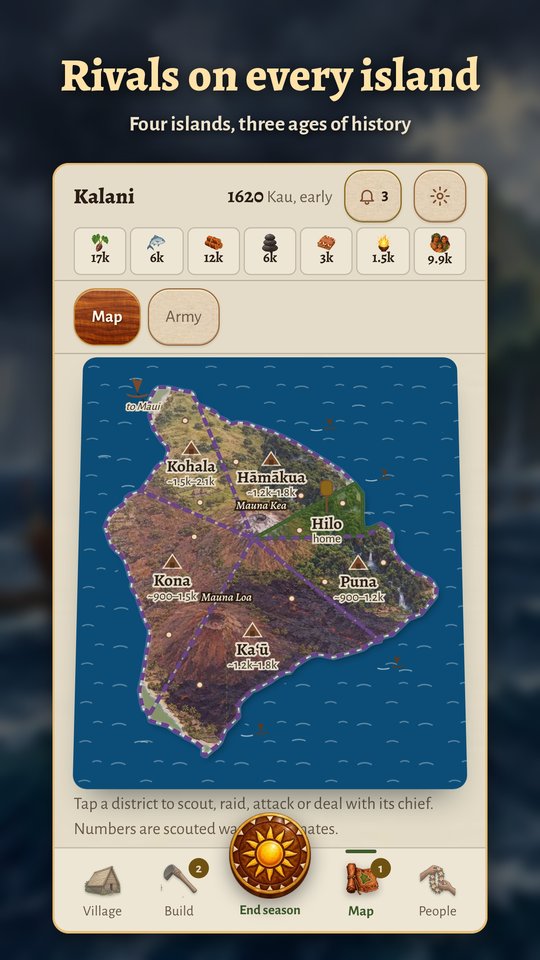 Rivals on every island
Four islands, three ages of history
Kalani
1620 Kau, early
3
17k
6k
12k
6k
3k
1.5k
9.9k
Map
Army
to Maui
Kohala
~1.5k–2.1k
Hāmākua
~1.2k–1.8k
Mauna Kea
Hilo
home
Kona
~900–1.5k
Mauna Loa
Puna
~900–1.2k
Kaʻū
~1.2k–1.8k
Tap a district to scout, raid, attack or deal with its chief.
Numbers are scouted
2
1
Village
Build
End season
Map
People